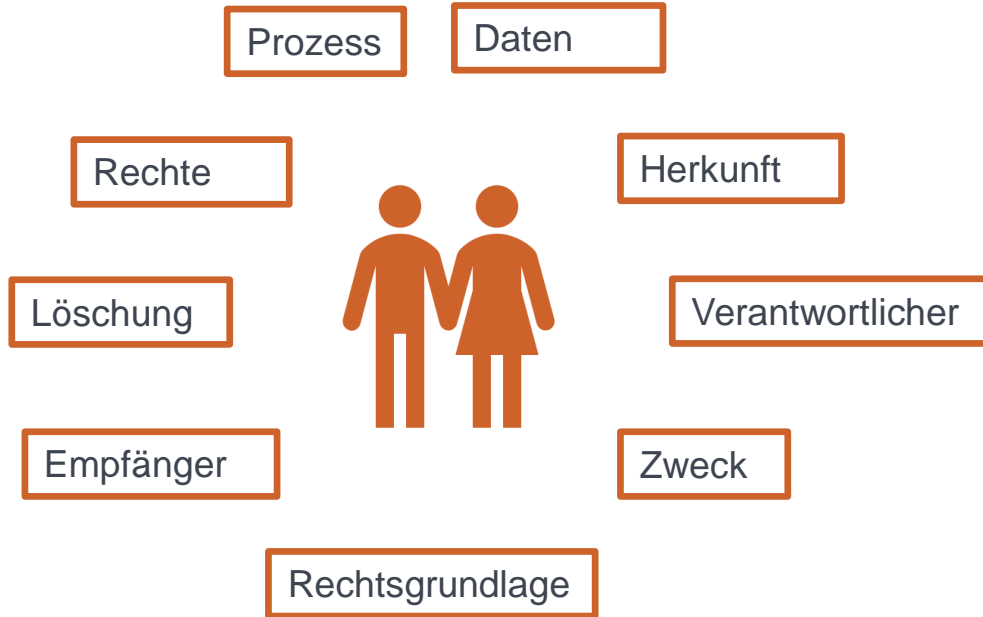 Prozess
Daten
Rechte
Herkunft
Löschung
Verantwortlicher
Empfänger
Zweck
Rechtsgrundlage